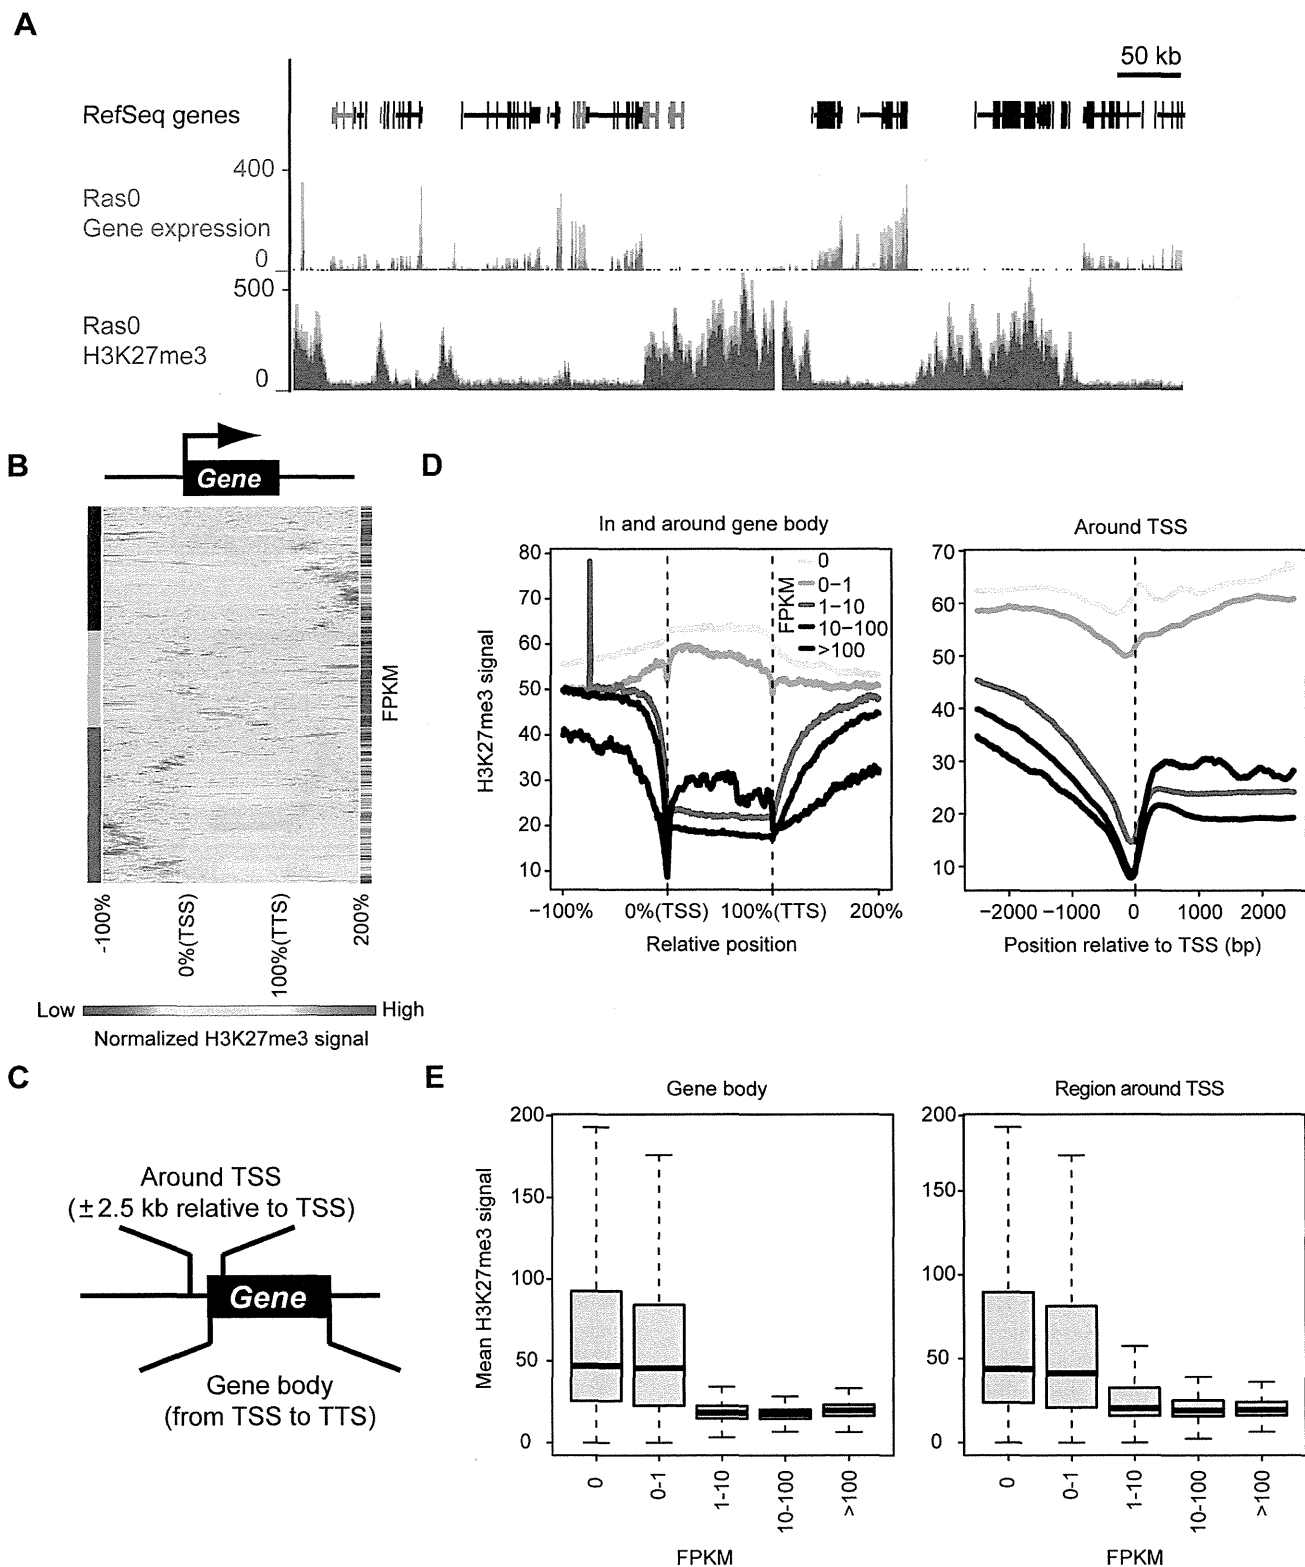 A
50 kb
RefSeq genes
400
Ras0
Gene expression
0
500
Ras0
H3K27me3
0
B
Gene
FPKM
-100%
0%(TSS)
100%(TTS)
200%
Low
High
Normalized H3K27me3 signal
C
Around TSS
(±2.5 kb relative to TSS)
Gene
Gene body
(from TSS to TTS)
D
In and around gene body
H3K27me3 signal
80
70
60
50
40
30
20
10
FPKM
0
0−1
1−10
10−100
>100
−100%
0%(TSS)
100%(TTS)
200%
Relative position
Around TSS
70
60
50
40
30
20
10
−2000
−1000
0
1000
2000
Position relative to TSS (bp)
E
Gene body
Mean H3K27me3 signal
200
150
100
50
0
0
0-1
1-10
10-100
>100
FPKM
Region around TSS
200
150
100
50
0
0
0-1
1-10
10-100
>100
FPKM